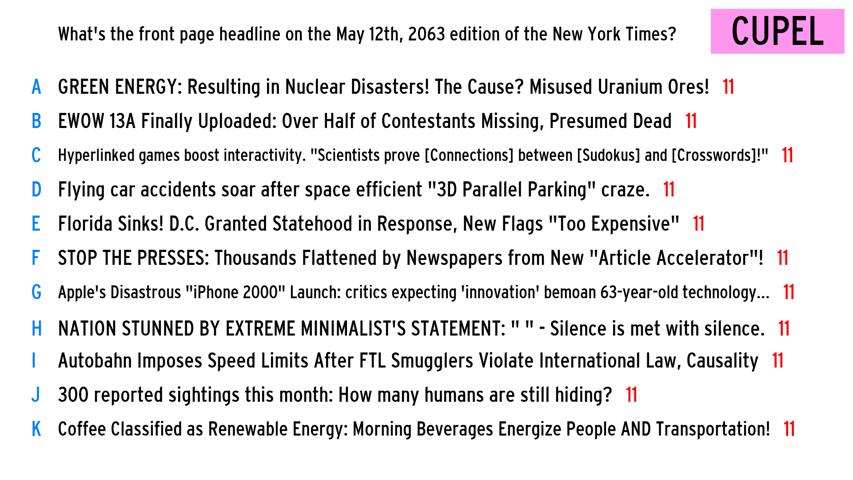 What's the front page headline on the May 12th, 2063 edition of the New York Times?
CUPEL
A GREEN ENERGY: Resulting in Nuclear Disasters! The Cause? Misused Uranium Ores! 11
B EWOW 13A Finally Uploaded: Over Half of Contestants Missing, Presumed Dead 11
C Hyperlinked games boost interactivity. "Scientists prove [Connections] between [Sudokus] and [Crosswords]!" 11
D Flying car accidents soar after space efficient "3D Parallel Parking" craze. 11
E Florida Sinks! D.C. Granted Statehood in Response, New Flags "Too Expensive" 11
F STOP THE PRESSES: Thousands Flattened by Newspapers from New "Article Accelerator"! 11
G Apple's Disastrous "iPhone 2000" Launch: critics expecting 'innovation' bemoan 63-year-old technology... 11
H NATION STUNNED BY EXTREME MINIMALIST'S STATEMENT: " " - Silence is met with silence. 11
I Autobahn Imposes Speed Limits After FTL Smugglers Violate International Law, Causality 11
J 300 reported sightings this month: How many humans are still hiding? 11
K Coffee Classified as Renewable Energy: Morning Beverages Energize People AND Transportation! 11